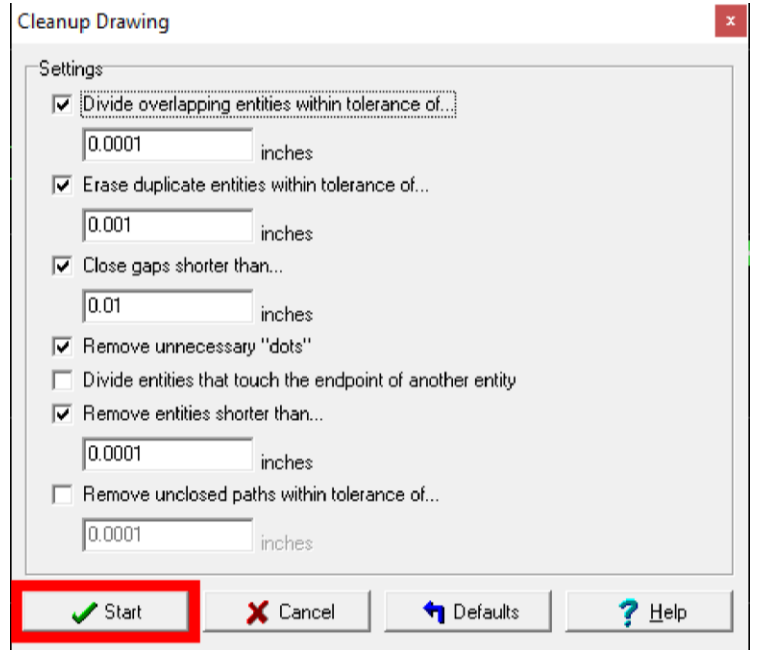 Cleanup Drawing
x
Settings
Divide overlapping entities within tolerance of...
0.0001 inches
Erase duplicate entities within tolerance of...
0.001 inches
Close gaps shorter than...
0.01 inches
Remove unnecessary "dots"
Divide entities that touch the endpoint of another entity
Remove entities shorter than...
0.0001 inches
Remove unclosed paths within tolerance of...
0.0001 inches
Start Cancel Defaults ? Help